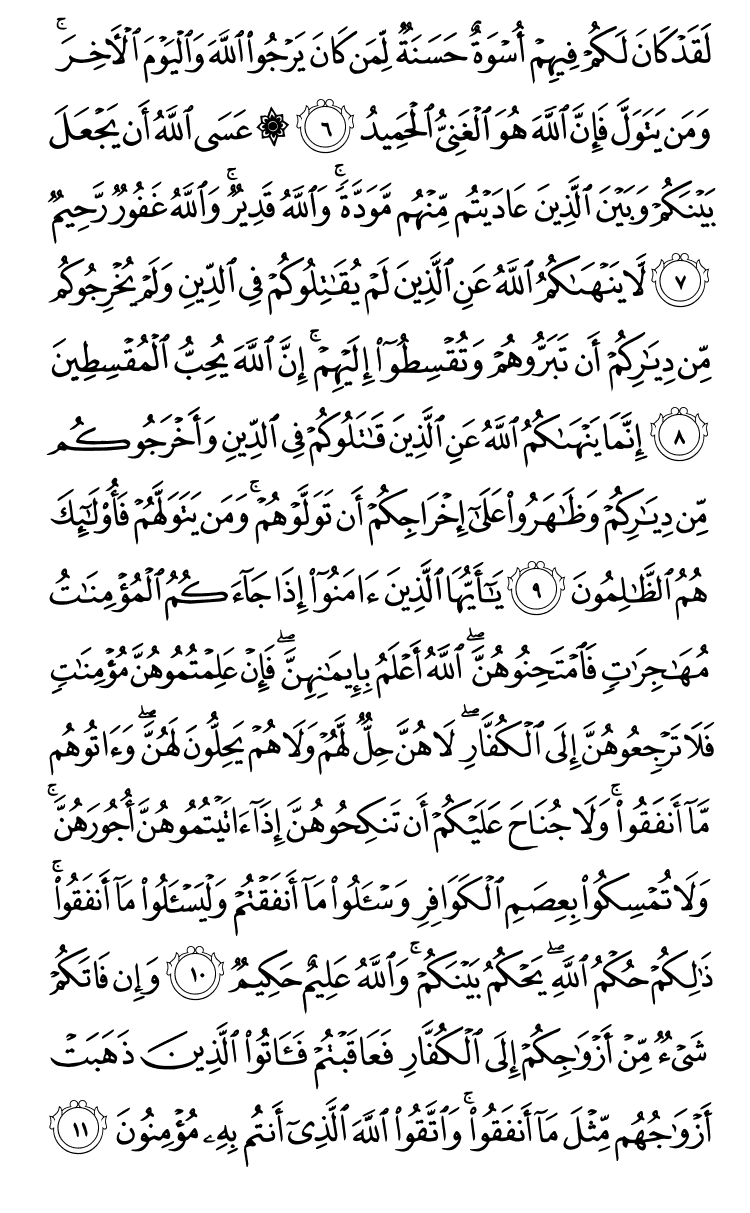 لَقَدْ كَانَ لَكُمْ فِيهِمْ أُسْوَةٌ حَسَنَةٌ لِّمَن كَانَ يَرْجُوا۟ ٱللَّهَ وَٱلْيَوْمَ ٱلْـَٔاخِرَ ۚ
وَمَن يَتَوَلَّ فَإِنَّ ٱللَّهَ هُوَ ٱلْغَنِىُّ ٱلْحَمِيدُ ٦ ۞ عَسَى ٱللَّهُ أَن يَجْعَلَ
بَيْنَكُمْ وَبَيْنَ ٱلَّذِينَ عَادَيْتُم مِّنْهُم مَّوَدَّةً ۚ وَٱللَّهُ قَدِيرٌ ۚ وَٱللَّهُ غَفُورٌ رَّحِيمٌ
٧ لَّا يَنْهَىٰكُمُ ٱللَّهُ عَنِ ٱلَّذِينَ لَمْ يُقَـٰتِلُوكُمْ فِى ٱلدِّينِ وَلَمْ يُخْرِجُوكُم
مِّن دِيَـٰرِكُمْ أَن تَبَرُّوهُمْ وَتُقْسِطُوٓا۟ إِلَيْهِمْ ۚ إِنَّ ٱللَّهَ يُحِبُّ ٱلْمُقْسِطِينَ
٨ إِنَّمَا يَنْهَىٰكُمُ ٱللَّهُ عَنِ ٱلَّذِينَ قَـٰتَلُوكُمْ فِى ٱلدِّينِ وَأَخْرَجُوكُم
مِّن دِيَـٰرِكُمْ وَظَـٰهَرُوا۟ عَلَىٰٓ إِخْرَاجِكُمْ أَن تَوَلَّوْهُمْ ۚ وَمَن يَتَوَلَّهُمْ فَأُو۟لَـٰٓئِكَ
هُمُ ٱلظَّـٰلِمُونَ ٩ يَـٰٓأَيُّهَا ٱلَّذِينَ ءَامَنُوٓا۟ إِذَا جَآءَكُمُ ٱلْمُؤْمِنَـٰتُ
مُهَـٰجِرَٰتٍ فَٱمْتَحِنُوهُنَّ ۖ ٱللَّهُ أَعْلَمُ بِإِيمَـٰنِهِنَّ ۖ فَإِنْ عَلِمْتُمُوهُنَّ مُؤْمِنَـٰتٍ
فَلَا تَرْجِعُوهُنَّ إِلَى ٱلْكُفَّارِ ۖ لَا هُنَّ حِلٌّ لَّهُمْ وَلَا هُمْ يَحِلُّونَ لَهُنَّ ۖ وَءَاتُوهُم
مَّآ أَنفَقُوا۟ ۚ وَلَا جُنَاحَ عَلَيْكُمْ أَن تَنكِحُوهُنَّ إِذَآ ءَاتَيْتُمُوهُنَّ أُجُورَهُنَّ ۚ
وَلَا تُمْسِكُوا۟ بِعِصَمِ ٱلْكَوَافِرِ وَسْـَٔلُوا۟ مَآ أَنفَقْتُمْ وَلْيَسْـَٔلُوا۟ مَآ أَنفَقُوا۟ ۚ
ذَٰلِكُمْ حُكْمُ ٱللَّهِ ۖ يَحْكُمُ بَيْنَكُمْ ۚ وَٱللَّهُ عَلِيمٌ حَكِيمٌ ١٠ وَإِن فَاتَكُمْ
شَىْءٌ مِّنْ أَزْوَٰجِكُمْ إِلَى ٱلْكُفَّارِ فَعَاقَبْتُمْ فَـَٔاتُوا۟ ٱلَّذِينَ ذَهَبَتْ
أَزْوَٰجُهُم مِّثْلَ مَآ أَنفَقُوا۟ ۚ وَٱتَّقُوا۟ ٱللَّهَ ٱلَّذِىٓ أَنتُم بِهِۦ مُؤْمِنُونَ ١١